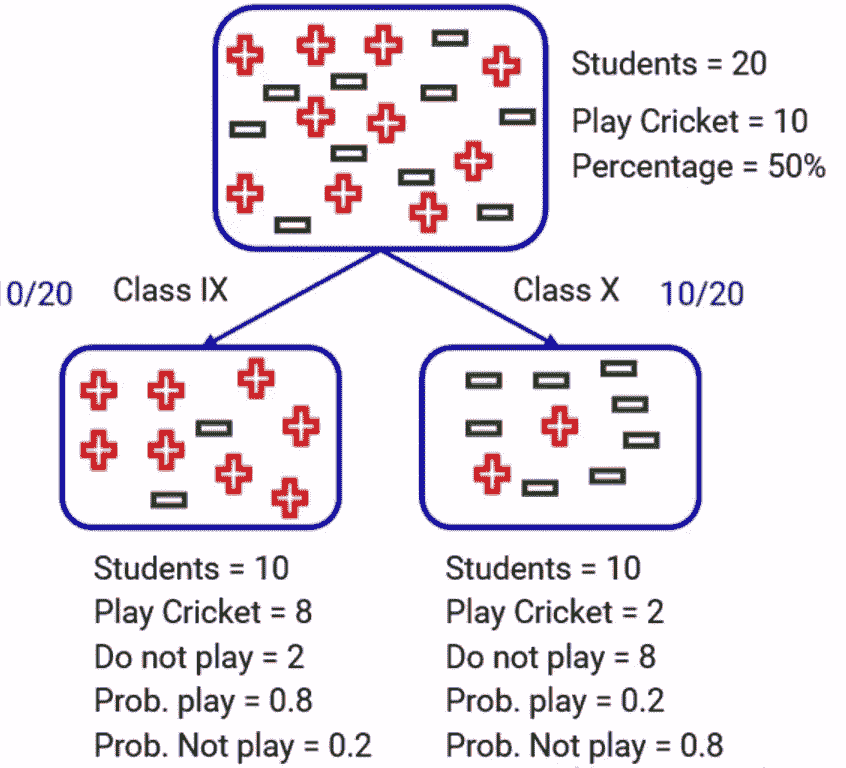 Students = 20
Play Cricket = 10
Percentage = 50%
10/20 Class IX Class X 10/20
Students = 10
Play Cricket = 8
Do not play = 2
Prob. play = 0.8
Prob. Not play = 0.2
Students = 10
Play Cricket = 2
Do not play = 8
Prob. play = 0.2
Prob. Not play = 0.8